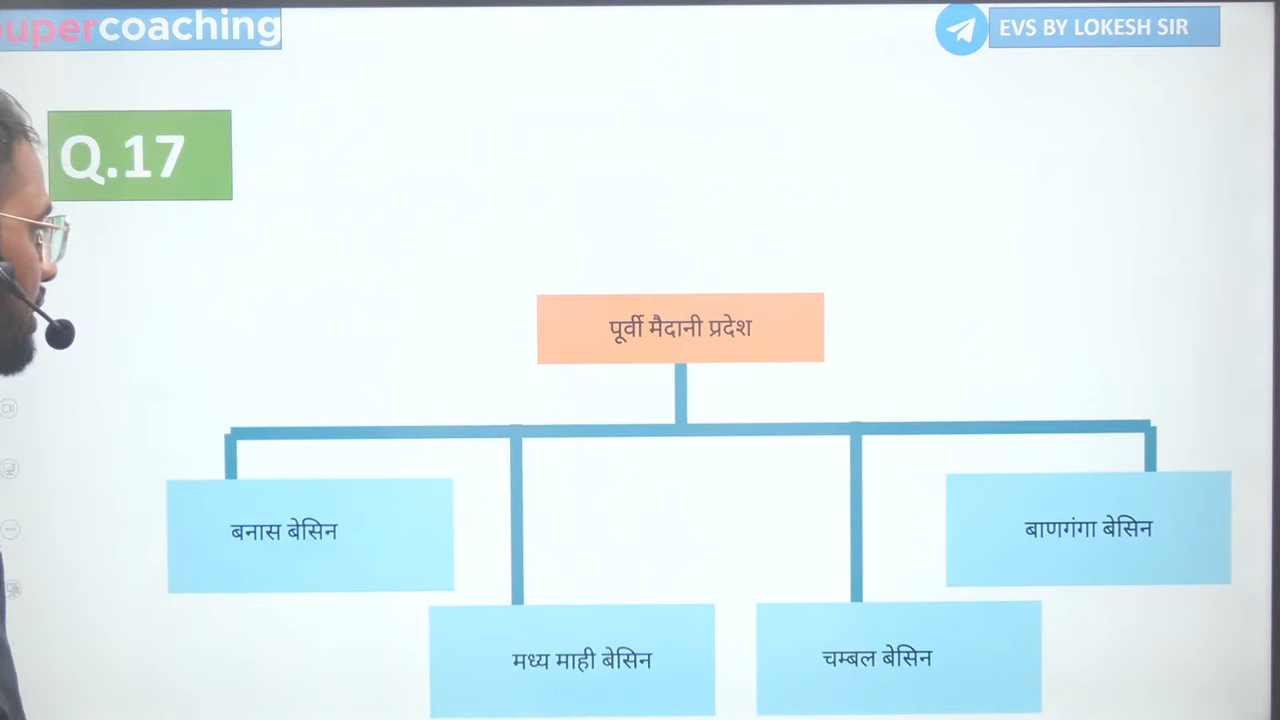 supercoaching
EVS BY LOKESH SIR
Q.17
पूर्वी मैदानी प्रदेश
बनास बेसिन
बाणगंगा बेसिन
मध्य माही बेसिन
चम्बल बेसिन